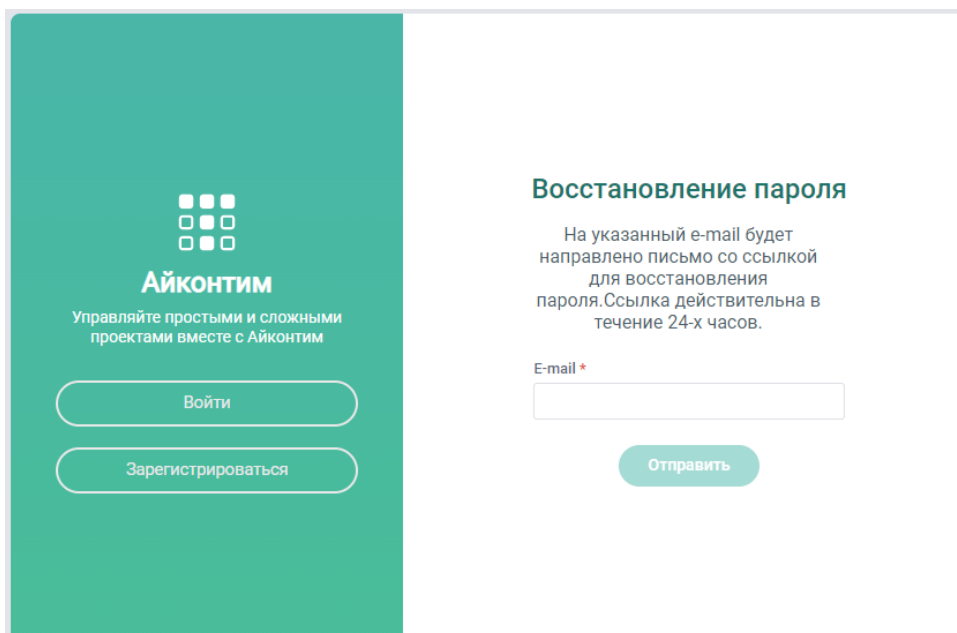 Айконтим
Управляйте простыми и сложными
проектами вместе с Айконтим
Войти
Зарегистрироваться
Восстановление пароля
На указанный e-mail будет
направлено письмо со ссылкой
для восстановления
пароля.Ссылка действительна в
течение 24-х часов.
E-mail *
Отправить